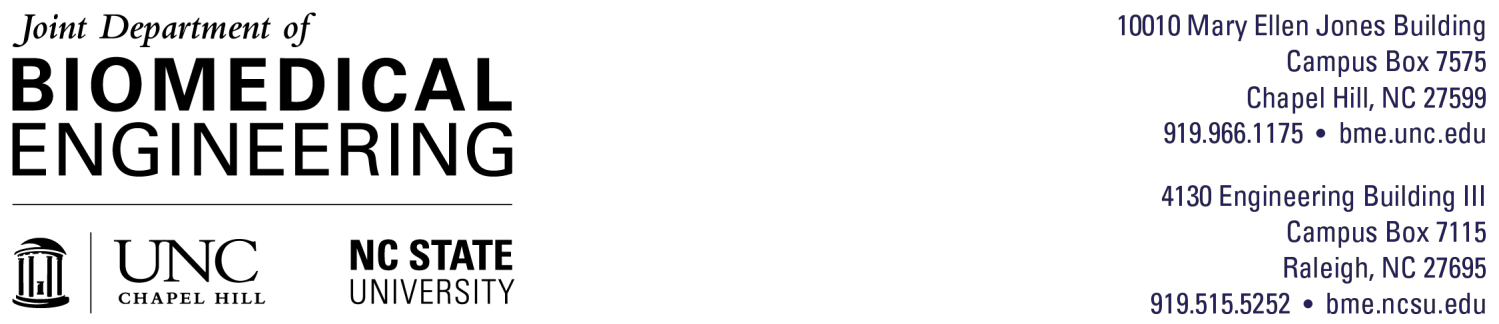 Joint Department of
BIOMEDICAL
ENGINEERING
UNC
CHAPEL HILL
NC STATE
UNIVERSITY
10010 Mary Ellen Jones Building
Campus Box 7575
Chapel Hill, NC 27599
919.966.1175 • bme.unc.edu
4130 Engineering Building III
Campus Box 7115
Raleigh, NC 27695
919.515.5252 • bme.ncsu.edu